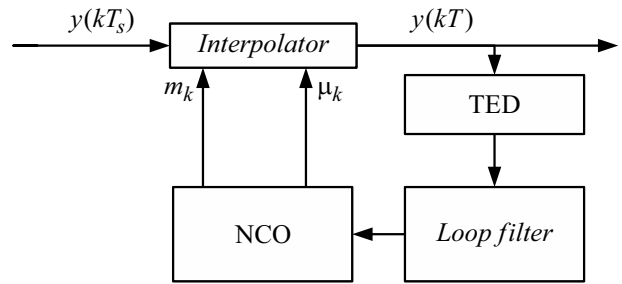 y(kT_s) Interpolator y(kT)
m_k μ_k
TED
NCO Loop filter